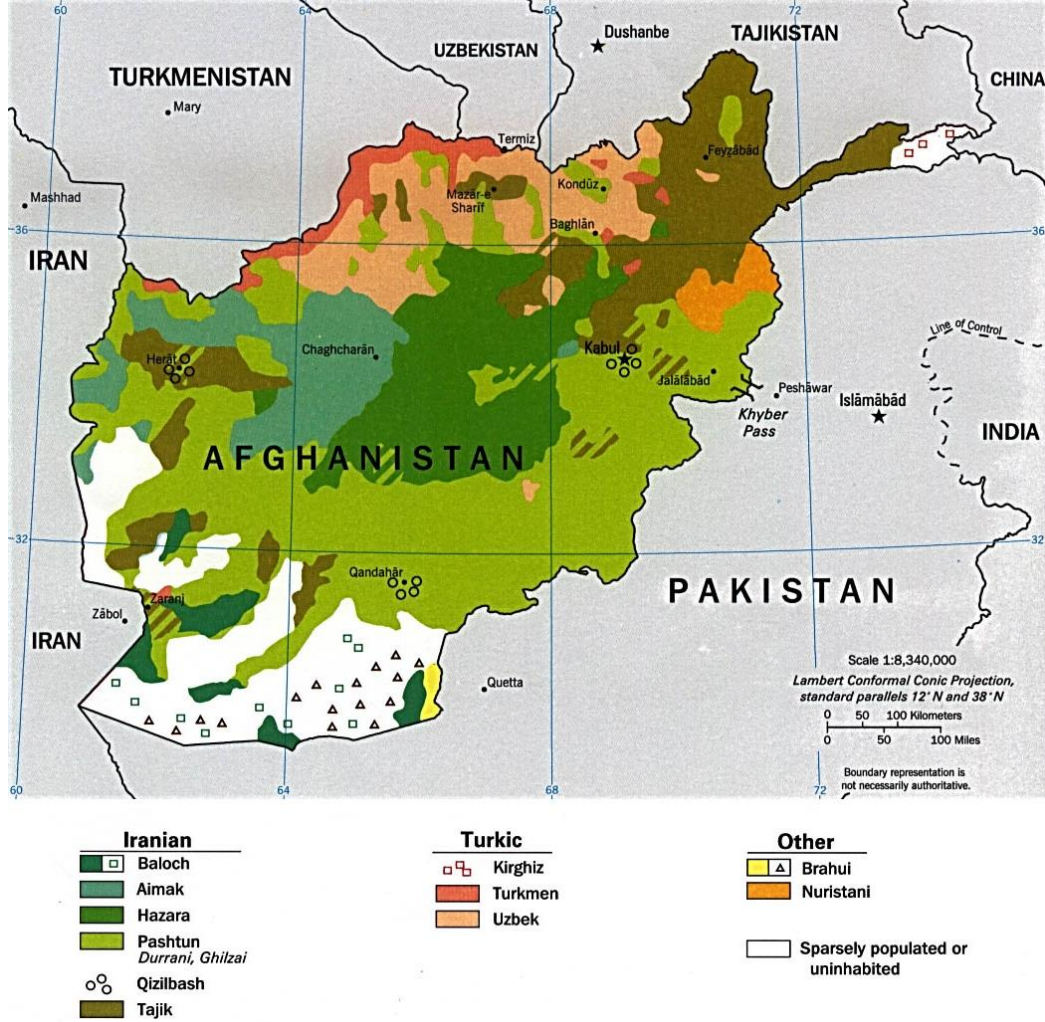 60
64
68
72
Dushanbe
UZBEKISTAN
TAJIKISTAN
TURKMENISTAN
CHINA
Mary
Termiz
Feyẕābād
Mashhad
Mazār-e
Sharīf
Kondūz
Baghlān
36
36
IRAN
Line of Control
Herāt
Chaghcharān
Kabul
Jalālābād
Peshāwar
Islāmābād
Khyber
Pass
INDIA
AFGHANISTAN
32
32
Qandahār
PAKISTAN
Zābol
Zaranj
IRAN
Quetta
Scale 1:8,340,000
Lambert Conformal Conic Projection,
standard parallels 12°N and 38°N
0 50 100 Kilometers
0 50 100 Miles
Boundary representation is
not necessarily authoritative.
60
64
68
72
Iranian
Baloch
Aimak
Hazara
Pashtun
Durrani, Ghilzai
Qizilbash
Tajik
Turkic
Kirghiz
Turkmen
Uzbek
Other
Brahui
Nuristani
Sparsely populated or
uninhabited